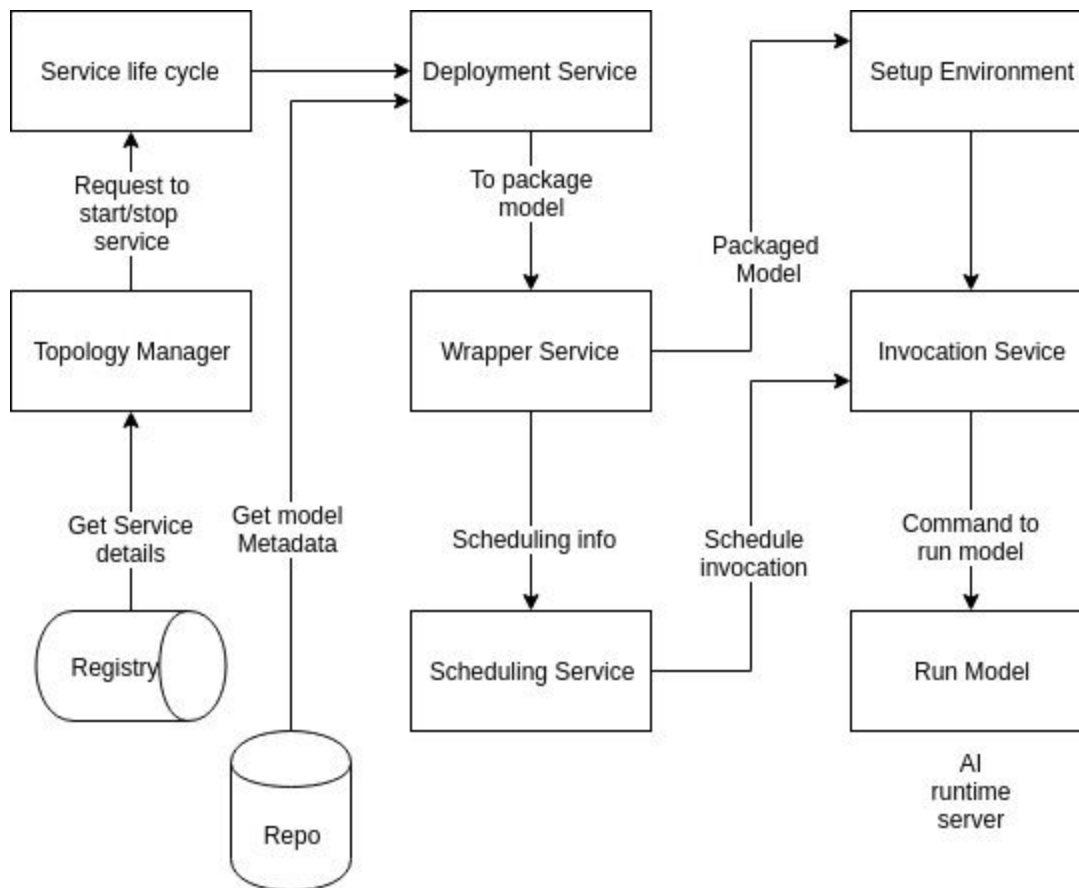 Service life cycle
Deployment Service
Setup Environment
Request to
start/stop
service
To package
model
Packaged
Model
Topology Manager
Wrapper Service
Invocation Sevice
Get Service
details
Get model
Metadata
Scheduling info
Schedule
invocation
Command to
run model
Registry
Scheduling Service
Run Model
Repo
AI
runtime
server